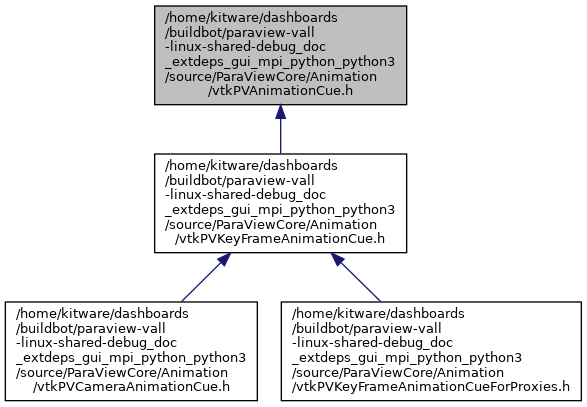 /home/kitware/dashboards
/buildbot/paraview-vall
-linux-shared-debug_doc
_extdeps_gui_mpi_python_python3
/source/ParaViewCore/Animation
/vtkPVAnimationCue.h
/home/kitware/dashboards
/buildbot/paraview-vall
-linux-shared-debug_doc
_extdeps_gui_mpi_python_python3
/source/ParaViewCore/Animation
/vtkPVKeyFrameAnimationCue.h
/home/kitware/dashboards
/buildbot/paraview-vall
-linux-shared-debug_doc
_extdeps_gui_mpi_python_python3
/source/ParaViewCore/Animation
/vtkPVCameraAnimationCue.h
/home/kitware/dashboards
/buildbot/paraview-vall
-linux-shared-debug_doc
_extdeps_gui_mpi_python_python3
/source/ParaViewCore/Animation
/vtkPVKeyFrameAnimationCueForProxies.h